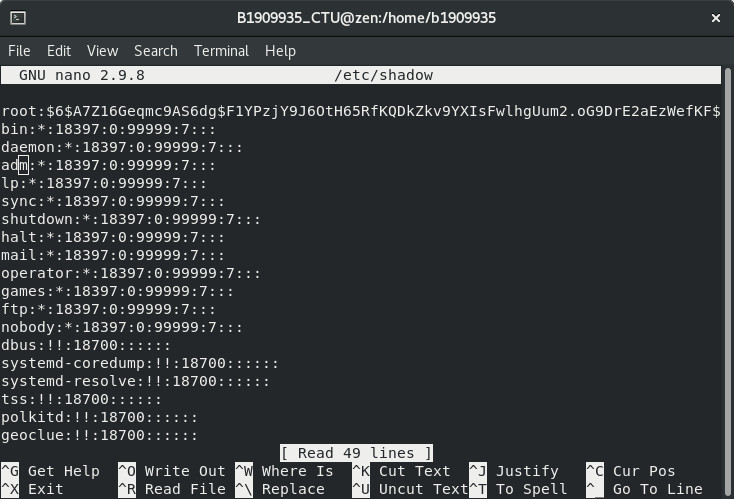 B1909935_CTU@zen:/home/b1909935
File Edit View Search Terminal Help
GNU nano 2.9.8 /etc/shadow
root:$6$A7Z16Geqmc9AS6dg$F1YPzjY9J6OtH65RfKQDkZkv9YXIsFwlhgUum2.oG9DrE2aEzWefKF$
bin:*:18397:0:99999:7:::
daemon:*:18397:0:99999:7:::
adm:*:18397:0:99999:7:::
lp:*:18397:0:99999:7:::
sync:*:18397:0:99999:7:::
shutdown:*:18397:0:99999:7:::
halt:*:18397:0:99999:7:::
mail:*:18397:0:99999:7:::
operator:*:18397:0:99999:7:::
games:*:18397:0:99999:7:::
ftp:*:18397:0:99999:7:::
nobody:*:18397:0:99999:7:::
dbus:!!:18700::::::
systemd-coredump:!!:18700::::::
systemd-resolve:!!:18700::::::
tss:!!:18700::::::
polkitd:!!:18700::::::
geoclue:!!:18700::::::
[ Read 49 lines ]
^G Get Help ^O Write Out ^W Where Is ^K Cut Text ^J Justify ^C Cur Pos
^X Exit ^R Read File ^\ Replace ^U Uncut Text ^T To Spell ^_ Go To Line